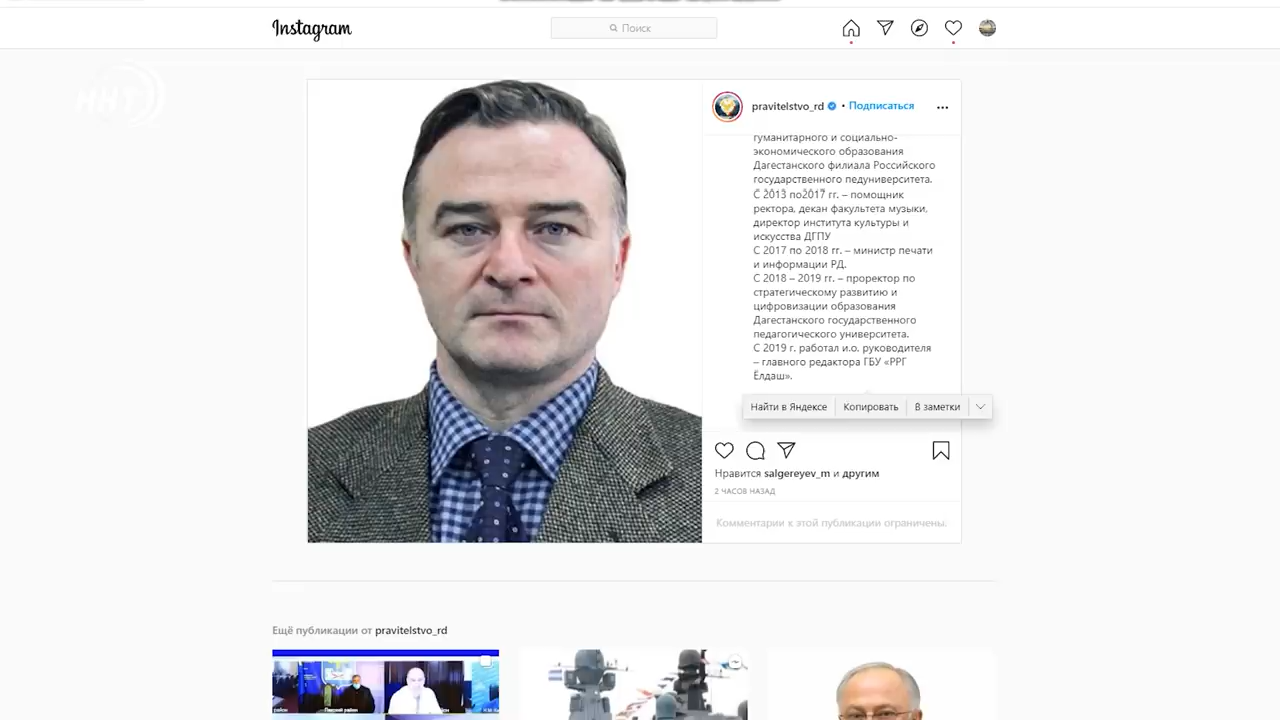 Instagram
Поиск
ННТ
pravitelstvo_rd • Подписаться
гуманитарного и социально-
экономического образования
Дагестанского филиала Российского
государственного педуниверситета.
С 2013 по2017 гг. – помощник
ректора, декан факультета музыки,
директор института культуры и
искусства ДГПУ
С 2017 по 2018 гг. – министр печати
и информации РД.
С 2018 – 2019 гг. – проректор по
стратегическому развитию и
цифровизации образования
Дагестанского государственного
педагогического университета.
С 2019 г. работал и.о. руководителя
– главного редактора ГБУ «РРГ
Ёлдаш».
Найти в Яндексе Копировать В заметки
Нравится salgereyev_m и другим
2 ЧАСОВ НАЗАД
Комментарии к этой публикации ограничены.
Ещё публикации от pravitelstvo_rd